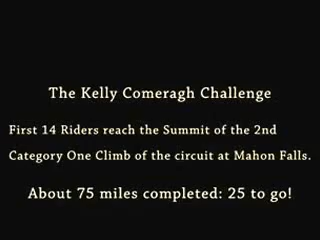 The Kelly Comeragh Challenge
First 14 Riders reach the Summit of the 2nd
Category One Climb of the circuit at Mahon Falls.
About 75 miles completed: 25 to go!